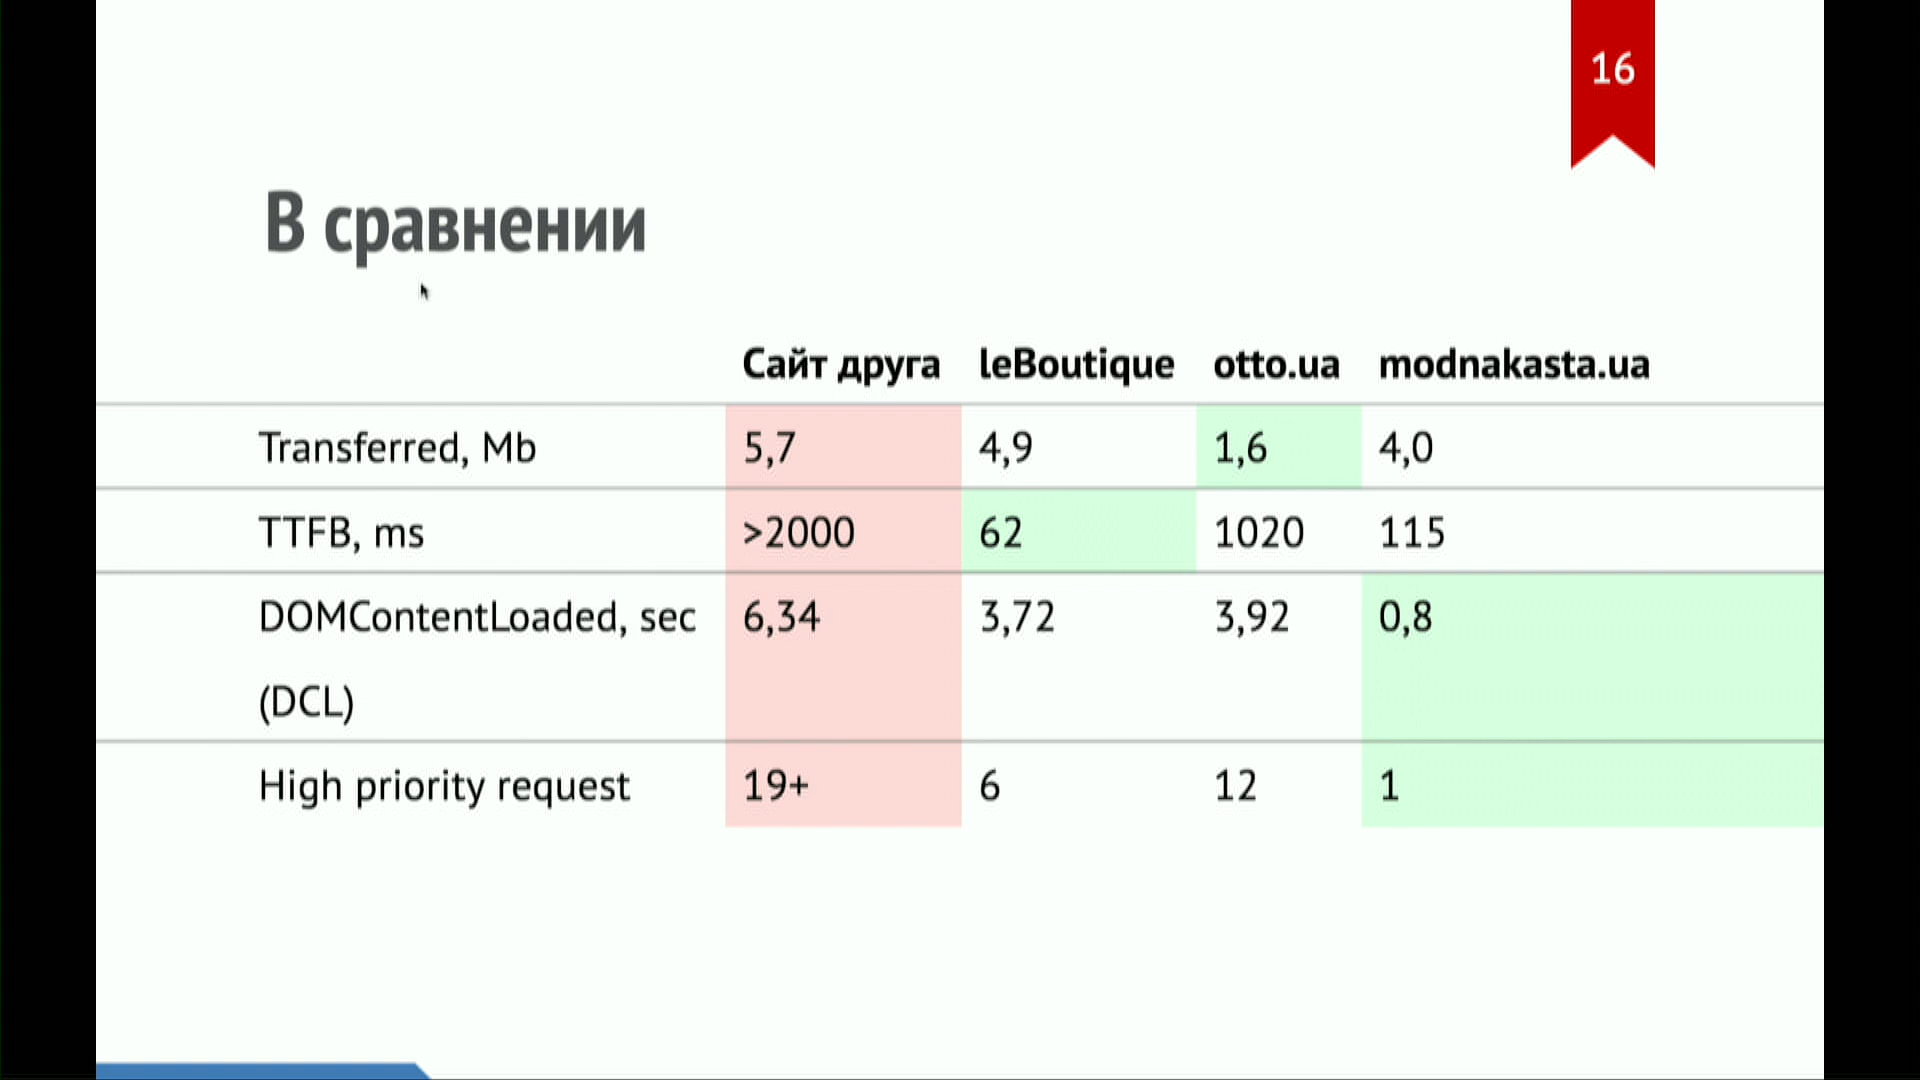 16
В сравнении
Сайт друга leBoutique otto.ua modnakasta.ua
Transferred, Mb 5,7 4,9 1,6 4,0
TTFB, ms >2000 62 1020 115
DOMContentLoaded, sec 6,34 3,72 3,92 0,8
(DCL)
High priority request 19+ 6 12 1